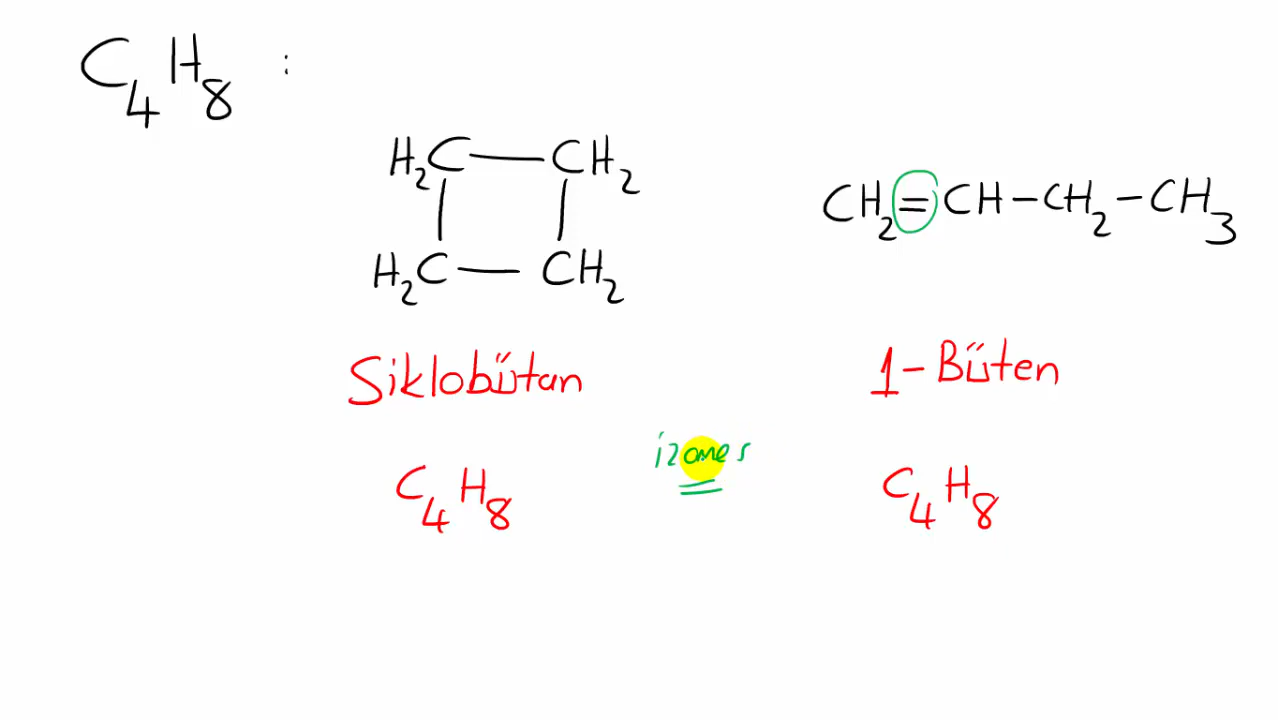 C₄H₈ :
H₂C — CH₂
H₂C — CH₂
CH₂ = CH — CH₂ — CH₃
Siklobütan
1- Büten
izomer
C₄H₈
C₄H₈